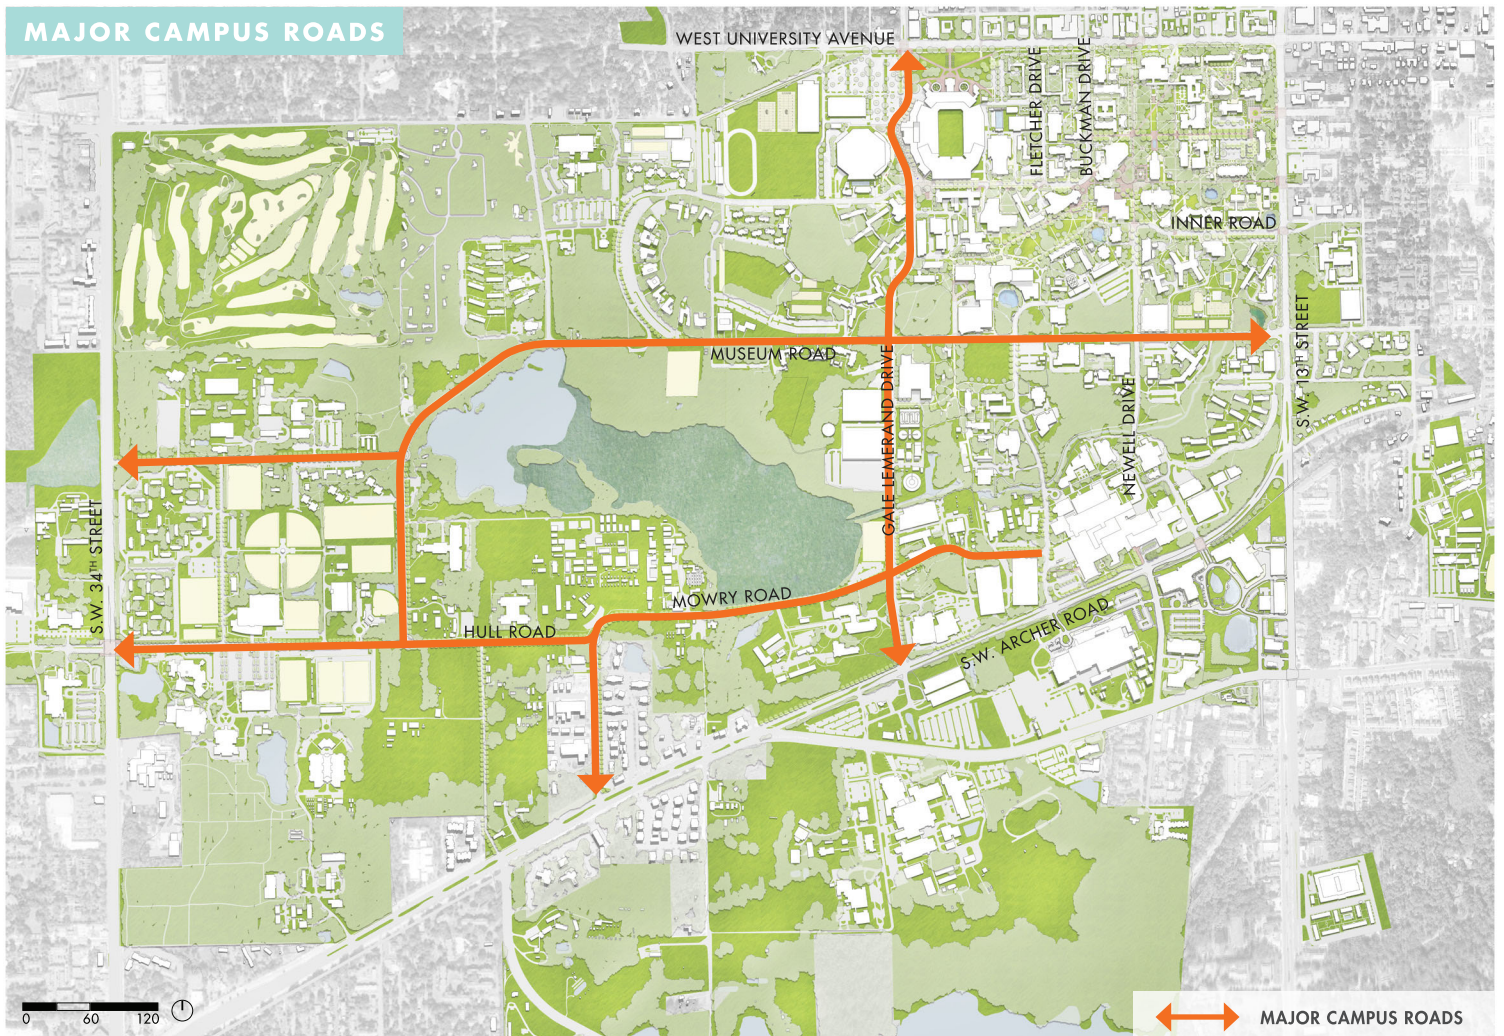 MAJOR CAMPUS ROADS
WEST UNIVERSITY AVENUE
FLETCHER DRIVE
BUCKMAN DRIVE
INNER ROAD
S.W. 13TH STREET
MUSEUM ROAD
GALE LEMERAND DRIVE
NEWELL DRIVE
S.W. 34TH STREET
MOWRY ROAD
HULL ROAD
S.W. ARCHER ROAD
0 60 120
MAJOR CAMPUS ROADS